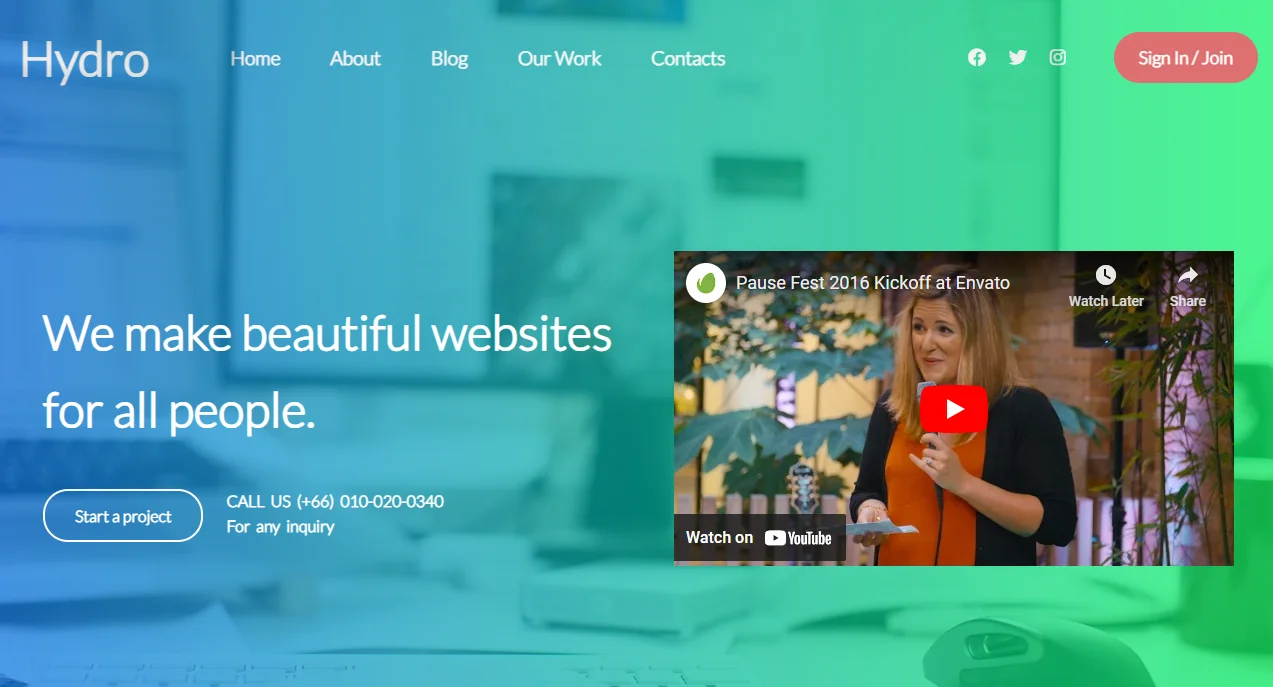 Hydro
Home
About
Blog
Our Work
Contacts
Sign In / Join
We make beautiful websites
for all people.
Start a project
CALL US (+66) 010-020-0340
For any inquiry
Pause Fest 2016 Kickoff at Envato
Watch Later
Share
Watch on YouTube